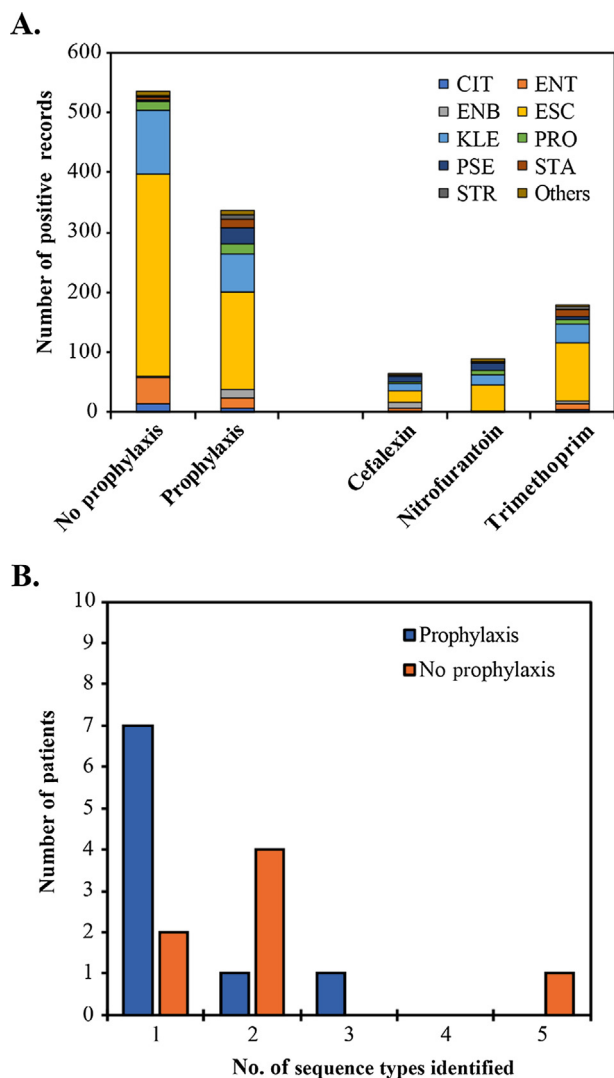 A.
600
500
400
300
200
100
0
Number of positive records
CIT ENT
ENB ESC
KLE PRO
PSE STA
STR Others
No prophylaxis
Prophylaxis
Cefalexin
Nitrofurantoin
Trimethoprim
B.
10
9
8
7
6
5
4
3
2
1
0
Number of patients
Prophylaxis
No prophylaxis
1 2 3 4 5
No. of sequence types identified